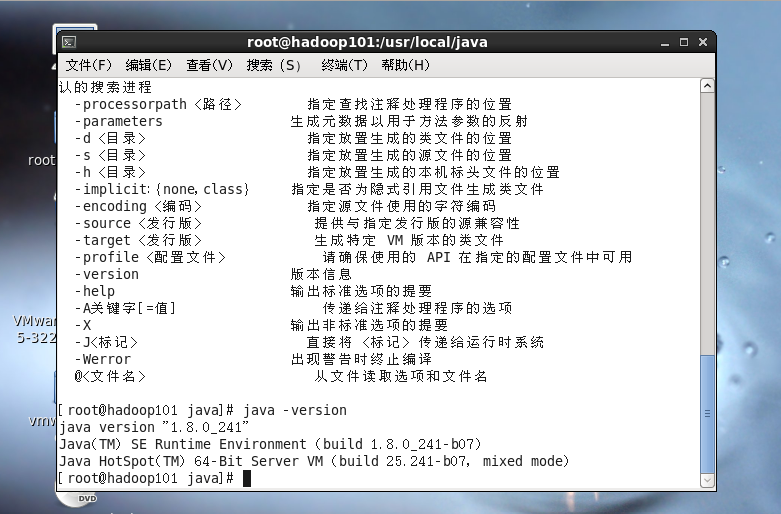 root@hadoop101:/usr/local/java
文件(F) 编辑(E) 查看(V) 搜索 (S) 终端(T) 帮助(H)
认的搜索进程
-processorpath <路径> 指定查找注释处理程序的位置
-parameters 生成元数据以用于方法参数的反射
-d <目录> 指定放置生成的类文件的位置
-s <目录> 指定放置生成的源文件的位置
-h <目录> 指定放置生成的本机标头文件的位置
-implicit:{none,class} 指定是否为隐式引用文件生成类文件
-encoding <编码> 指定源文件使用的字符编码
-source <发行版> 提供与指定发行版的源兼容性
-target <发行版> 生成特定 VM 版本的类文件
-profile <配置文件> 请确保使用的 API 在指定的配置文件中可用
-version 版本信息
-help 输出标准选项的提要
-A关键字[=值] 传递给注释处理程序的选项
-X 输出非标准选项的提要
-J<标记> 直接将 <标记> 传递给运行时系统
-Werror 出现警告时终止编译
@<文件名> 从文件读取选项和文件名
[root@hadoop101 java]# java -version
java version "1.8.0_241"
Java(TM) SE Runtime Environment (build 1.8.0_241-b07)
Java HotSpot(TM) 64-Bit Server VM (build 25.241-b07, mixed mode)
[root@hadoop101 java]#
root
VMwar
5-322
vmw
DVD